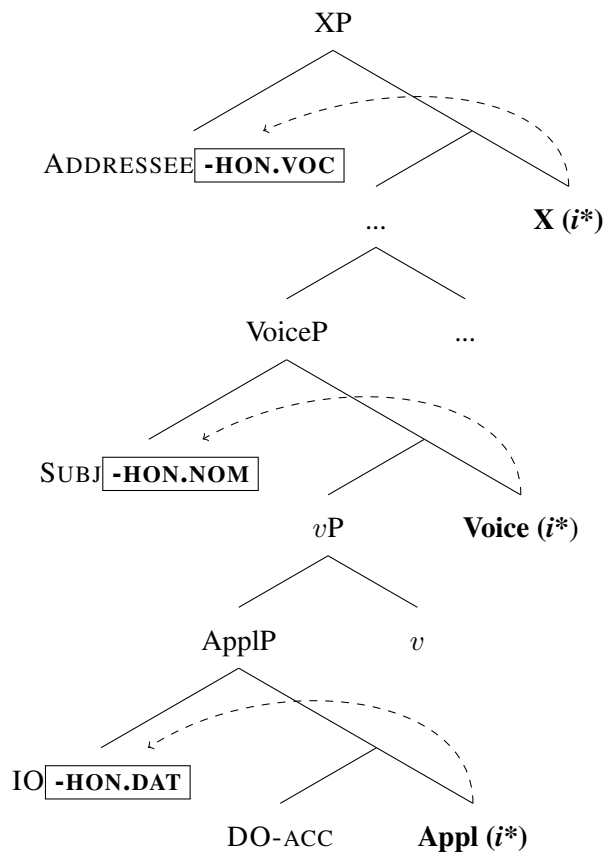 XP
ADDRESSEE -HON.VOC
X (i*)
...
VoiceP ...
SUBJ -HON.NOM
Voice (i*)
vP
ApplP v
IO -HON.DAT
DO-ACC Appl (i*)